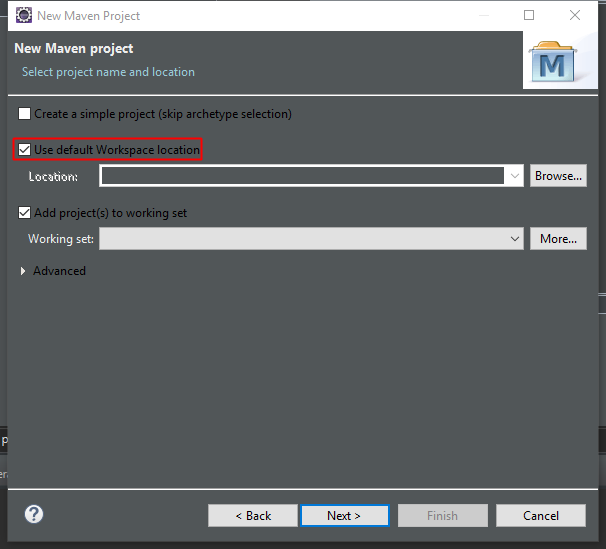 New Maven Project
New Maven project
Select project name and location
M
Create a simple project (skip archetype selection)
Use default Workspace location
Location:
Browse...
Add project(s) to working set
Working set:
More...
Advanced
p
era
?
< Back
Next >
Finish
Cancel